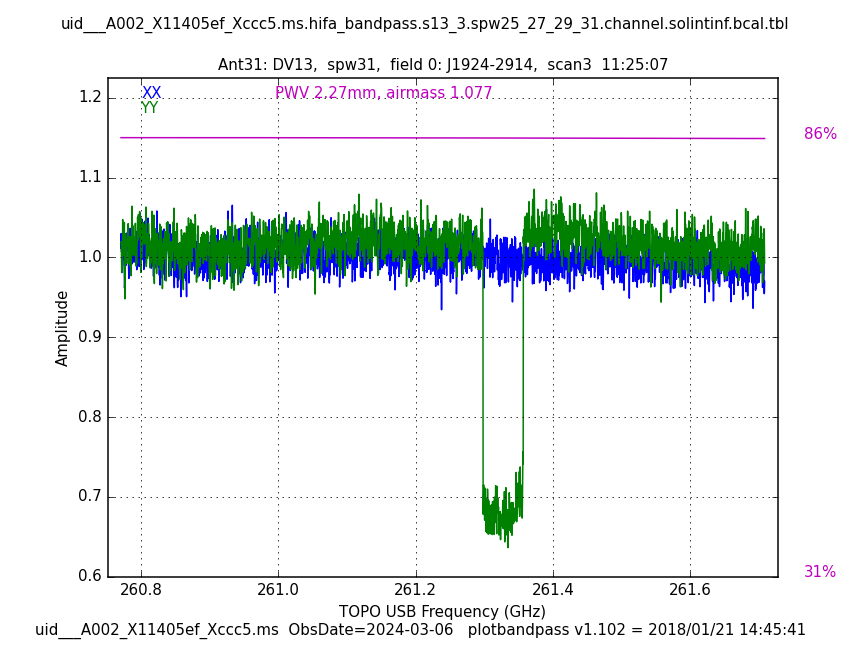 uid___A002_X11405ef_Xccc5.ms.hifa_bandpass.s13_3.spw25_27_29_31.channel.solintinf.bcal.tbl
Ant31: DV13, spw31, field 0: J1924-2914, scan3 11:25:07
XX
YY
PWV 2.27mm, airmass 1.077
86%
31%
1.2
1.1
1.0
0.9
0.8
0.7
0.6
Amplitude
260.8 261.0 261.2 261.4 261.6
TOPO USB Frequency (GHz)
uid___A002_X11405ef_Xccc5.ms ObsDate=2024-03-06 plotbandpass v1.102 = 2018/01/21 14:45:41